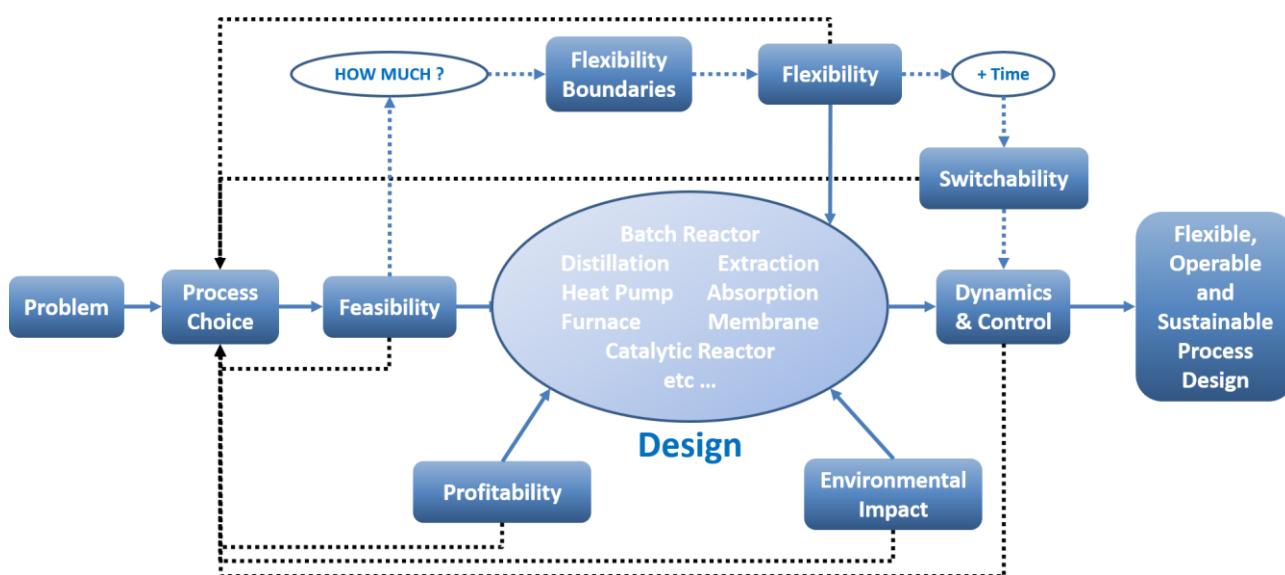 HOW MUCH ?
Flexibility
Boundaries
Flexibility
+ Time
Switchability
Problem
Process
Choice
Feasibility
Batch Reactor
Distillation Extraction
Heat Pump Absorption
Furnace Membrane
Catalytic Reactor
etc ...
Design
Dynamics
& Control
Flexible,
Operable
and
Sustainable
Process
Design
Profitability
Environmental
Impact